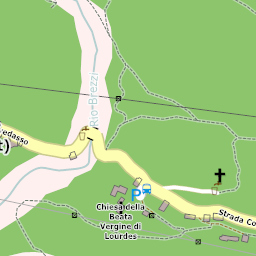 Rio Brezzi
edasso
t)
P
Chiesa della
Beata
Vergine di
Lourdes
Strada Co